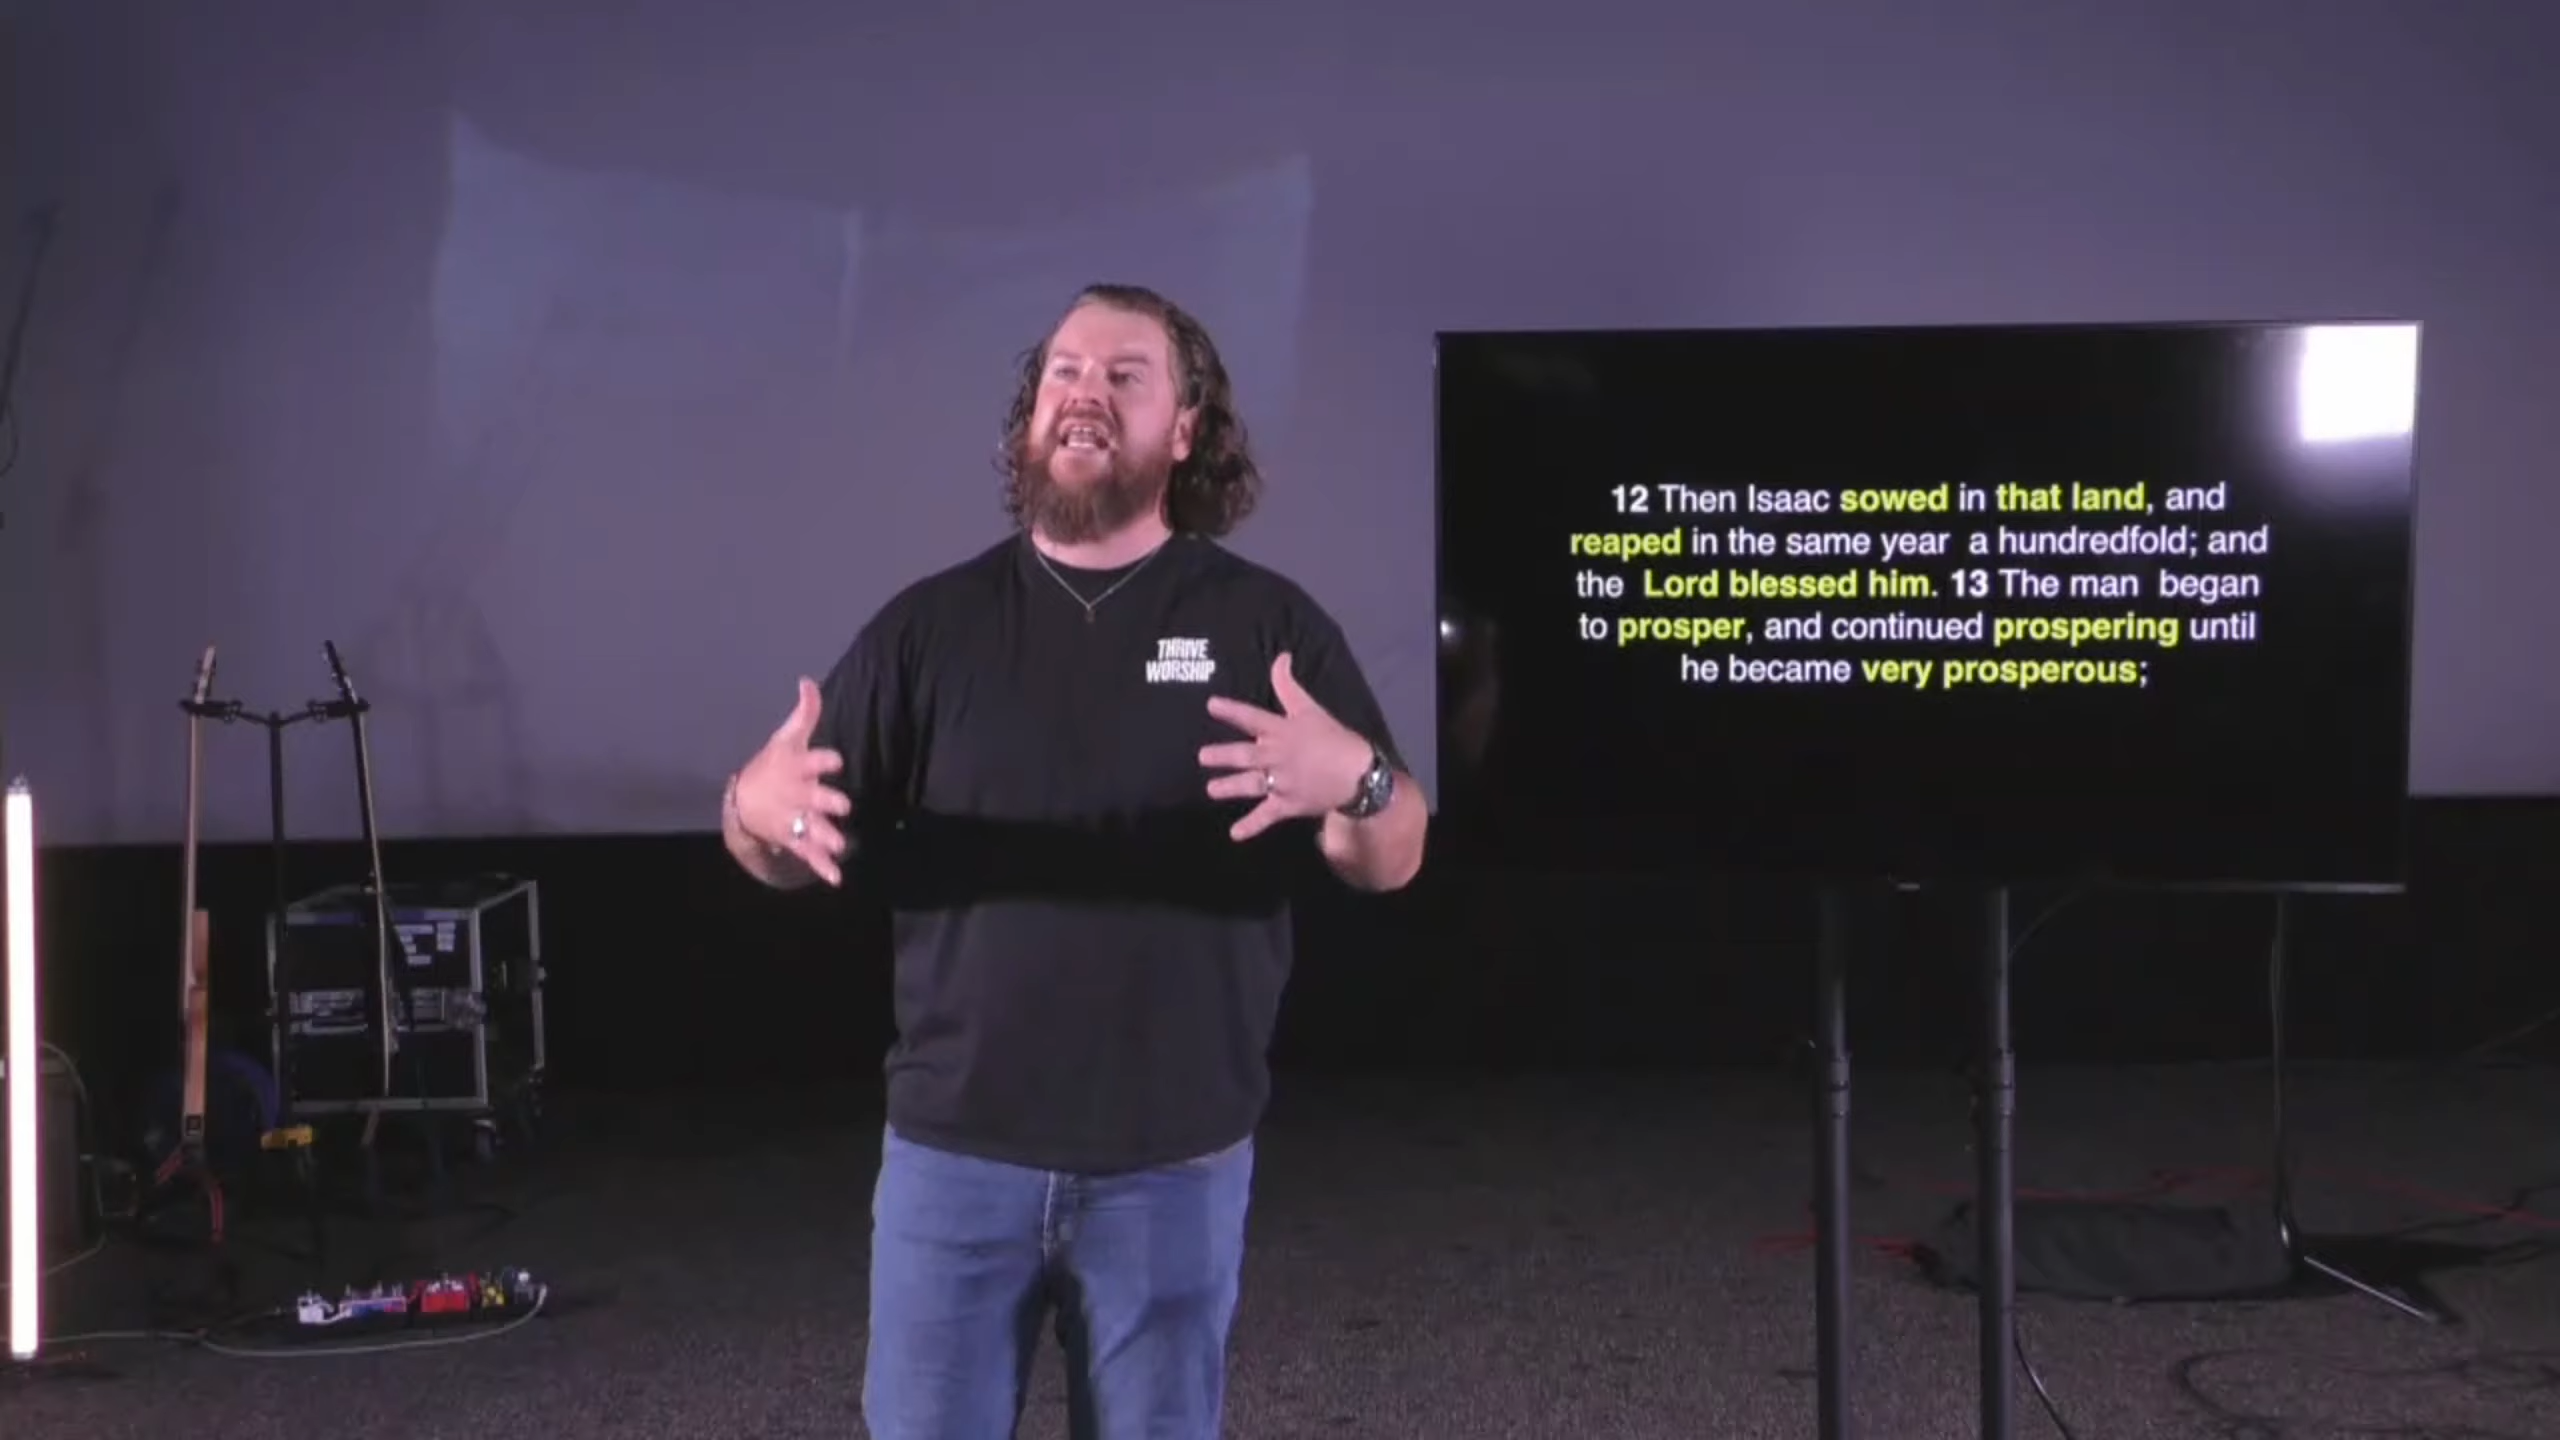 THRIVE
WORSHIP
12 Then Isaac sowed in that land, and
reaped in the same year a hundredfold; and
the Lord blessed him. 13 The man began
to prosper, and continued prospering until
he became very prosperous;